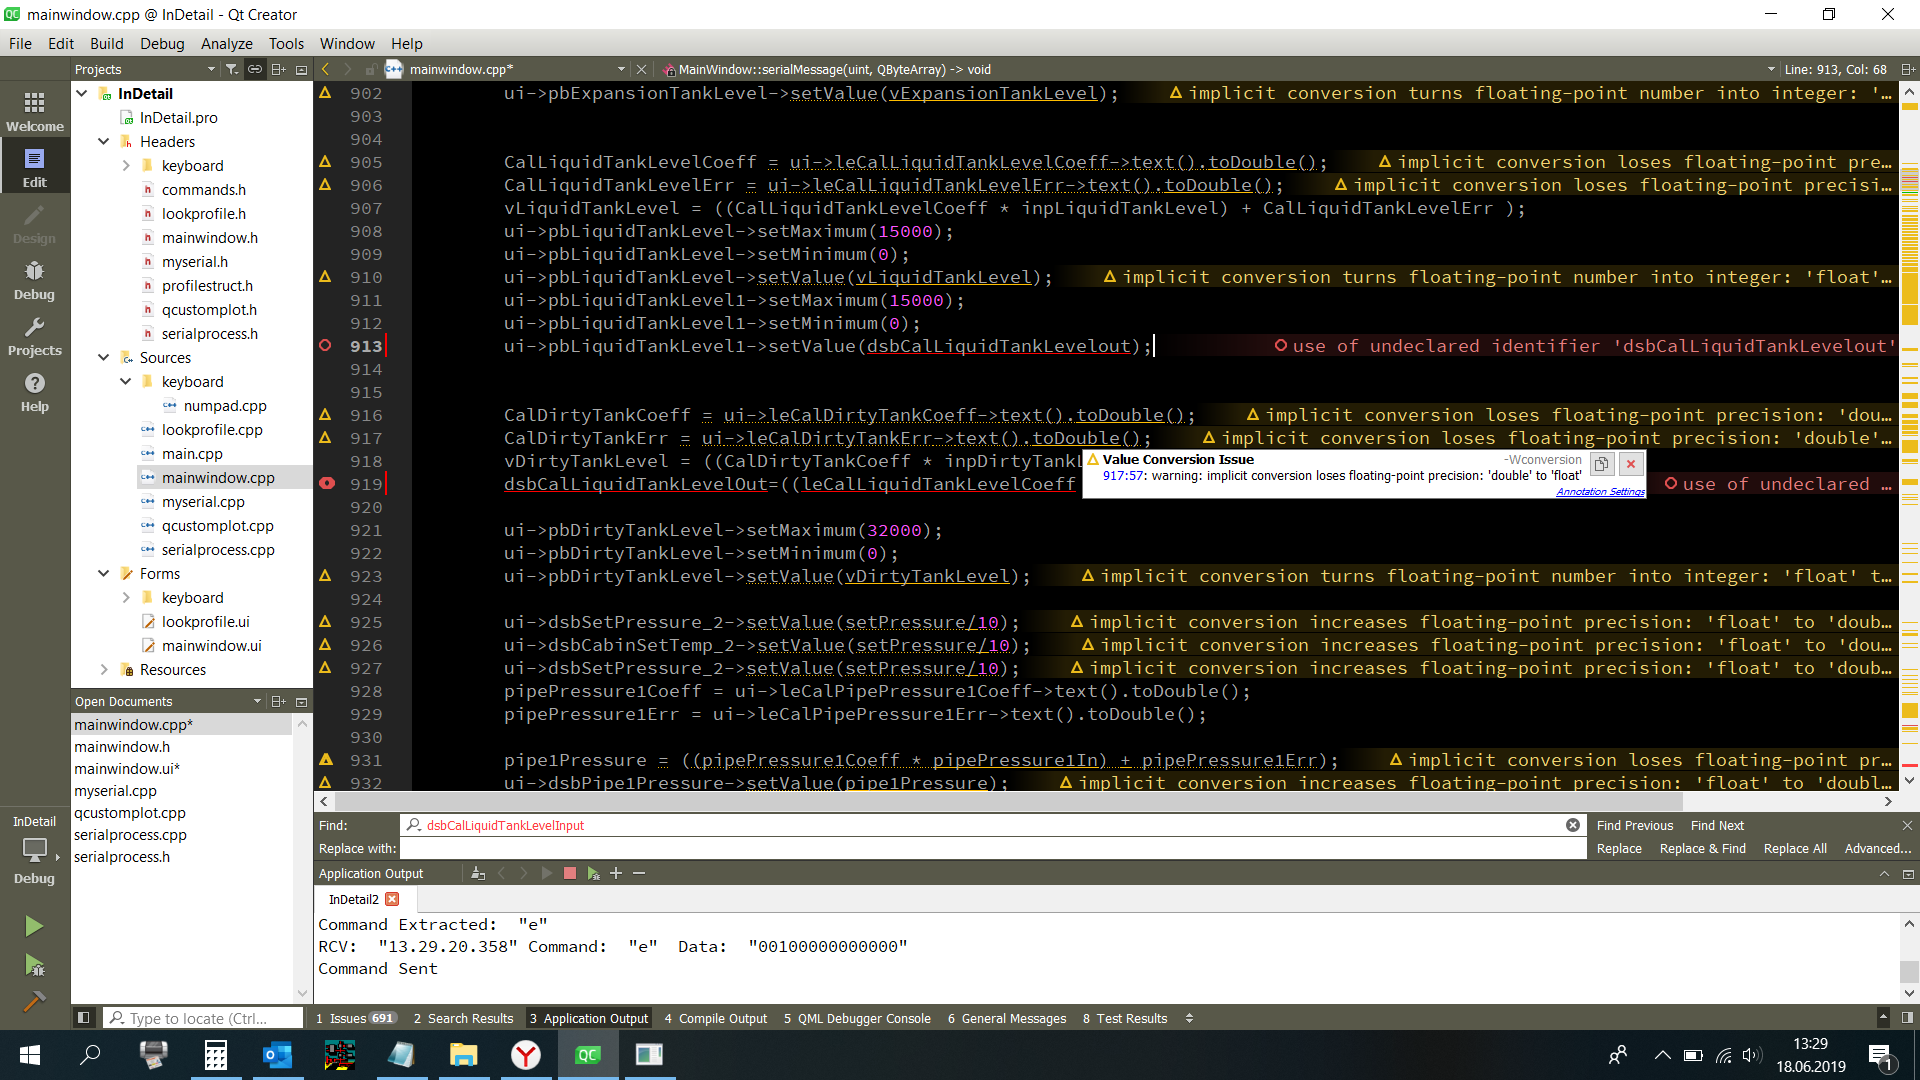 mainwindow.cpp @ InDetail - Qt Creator
File Edit Build Debug Analyze Tools Window Help
Projects
mainwindow.cpp*
MainWindow::serialMessage(uint, QByteArray) -> void
Line: 913, Col: 68
Welcome
Edit
Design
Debug
Projects
Help
InDetail
Debug
InDetail
InDetail.pro
Headers
keyboard
commands.h
lookprofile.h
mainwindow.h
myserial.h
profilestruct.h
qcustomplot.h
serialprocess.h
Sources
keyboard
numpad.cpp
lookprofile.cpp
main.cpp
mainwindow.cpp
myserial.cpp
qcustomplot.cpp
serialprocess.cpp
Forms
keyboard
lookprofile.ui
mainwindow.ui
Resources
Open Documents
mainwindow.cpp*
mainwindow.h
mainwindow.ui*
myserial.cpp
qcustomplot.cpp
serialprocess.cpp
serialprocess.h
902 ui->pbExpansionTankLevel->setValue(vExpansionTankLevel); implicit conversion turns floating-point number into integer: '...
903
904
905 CalLiquidTankLevelCoeff = ui->leCalLiquidTankLevelCoeff->text().toDouble(); implicit conversion loses floating-point pre...
906 CalLiquidTankLevelErr = ui->leCalLiquidTankLevelErr->text().toDouble(); implicit conversion loses floating-point precisi...
907 vLiquidTankLevel = ((CalLiquidTankLevelCoeff * inpLiquidTankLevel) + CalLiquidTankLevelErr );
908 ui->pbLiquidTankLevel->setMaximum(15000);
909 ui->pbLiquidTankLevel->setMinimum(0);
910 ui->pbLiquidTankLevel->setValue(vLiquidTankLevel); implicit conversion turns floating-point number into integer: 'float'...
911 ui->pbLiquidTankLevel1->setMaximum(15000);
912 ui->pbLiquidTankLevel1->setMinimum(0);
913 ui->pbLiquidTankLevel1->setValue(dsbCalLiquidTankLevelout); use of undeclared identifier 'dsbCalLiquidTankLevelout'
914
915
916 CalDirtyTankCoeff = ui->leCalDirtyTankCoeff->text().toDouble(); implicit conversion loses floating-point precision: 'dou...
917 CalDirtyTankErr = ui->leCalDirtyTankErr->text().toDouble(); implicit conversion loses floating-point precision: 'double'...
918 vDirtyTankLevel = ((CalDirtyTankCoeff * inpDirtyTankL
Value Conversion Issue -Wconversion
917:57: warning: implicit conversion loses floating-point precision: 'double' to 'float'
Annotation Settings
919 dsbCalLiquidTankLevelOut=((leCalLiquidTankLevelCoeff use of undeclared ...
920
921 ui->pbDirtyTankLevel->setMaximum(32000);
922 ui->pbDirtyTankLevel->setMinimum(0);
923 ui->pbDirtyTankLevel->setValue(vDirtyTankLevel); implicit conversion turns floating-point number into integer: 'float' t...
924
925 ui->dsbSetPressure_2->setValue(setPressure/10); implicit conversion increases floating-point precision: 'float' to 'doub...
926 ui->dsbCabinSetTemp_2->setValue(setPressure/10); implicit conversion increases floating-point precision: 'float' to 'dou...
927 ui->dsbSetPressure_2->setValue(setPressure/10); implicit conversion increases floating-point precision: 'float' to 'doub...
928 pipePressure1Coeff = ui->leCalPipePressure1Coeff->text().toDouble();
929 pipePressure1Err = ui->leCalPipePressure1Err->text().toDouble();
930
931 pipe1Pressure = ((pipePressure1Coeff * pipePressure1In) + pipePressure1Err); implicit conversion loses floating-point pr...
932 ui->dsbPipe1Pressure->setValue(pipe1Pressure); implicit conversion increases floating-point precision: 'float' to 'doubl...
Find: dsbCalLiquidTankLevelInput Find Previous Find Next
Replace with: Replace Replace & Find Replace All Advanced...
Application Output
InDetail2
Command Extracted: "e"
RCV: "13.29.20.358" Command: "e" Data: "00100000000000"
Command Sent
Type to locate (Ctrl...
1 Issues 691 2 Search Results 3 Application Output 4 Compile Output 5 QML Debugger Console 6 General Messages 8 Test Results
QC
13:29
18.06.2019
1